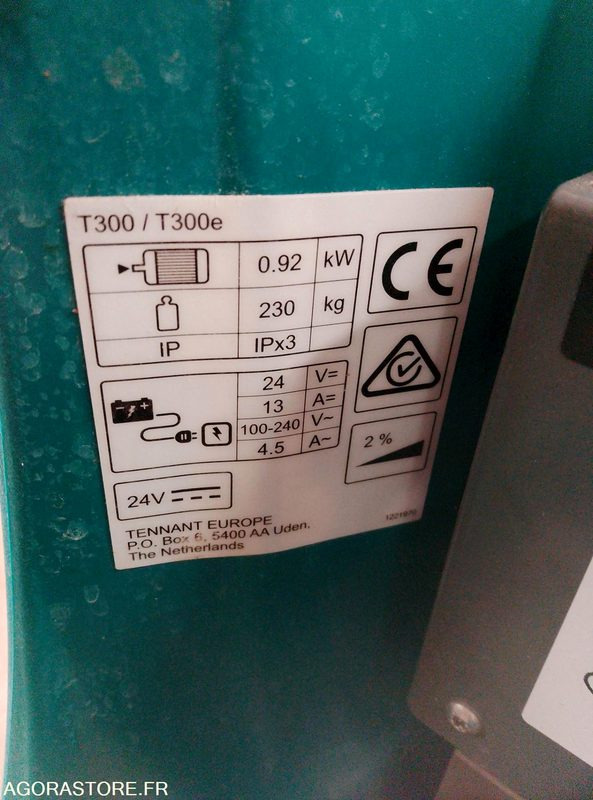 T300 / T300e
0.92 kW
230 kg
IP IPx3
24 V=
13 A=
100-240 V~
4.5 A~
2 %
24V
TENNANT EUROPE
P.O. Box 6, 5400 AA Uden.
The Netherlands
CE
AGORASTORE.FR